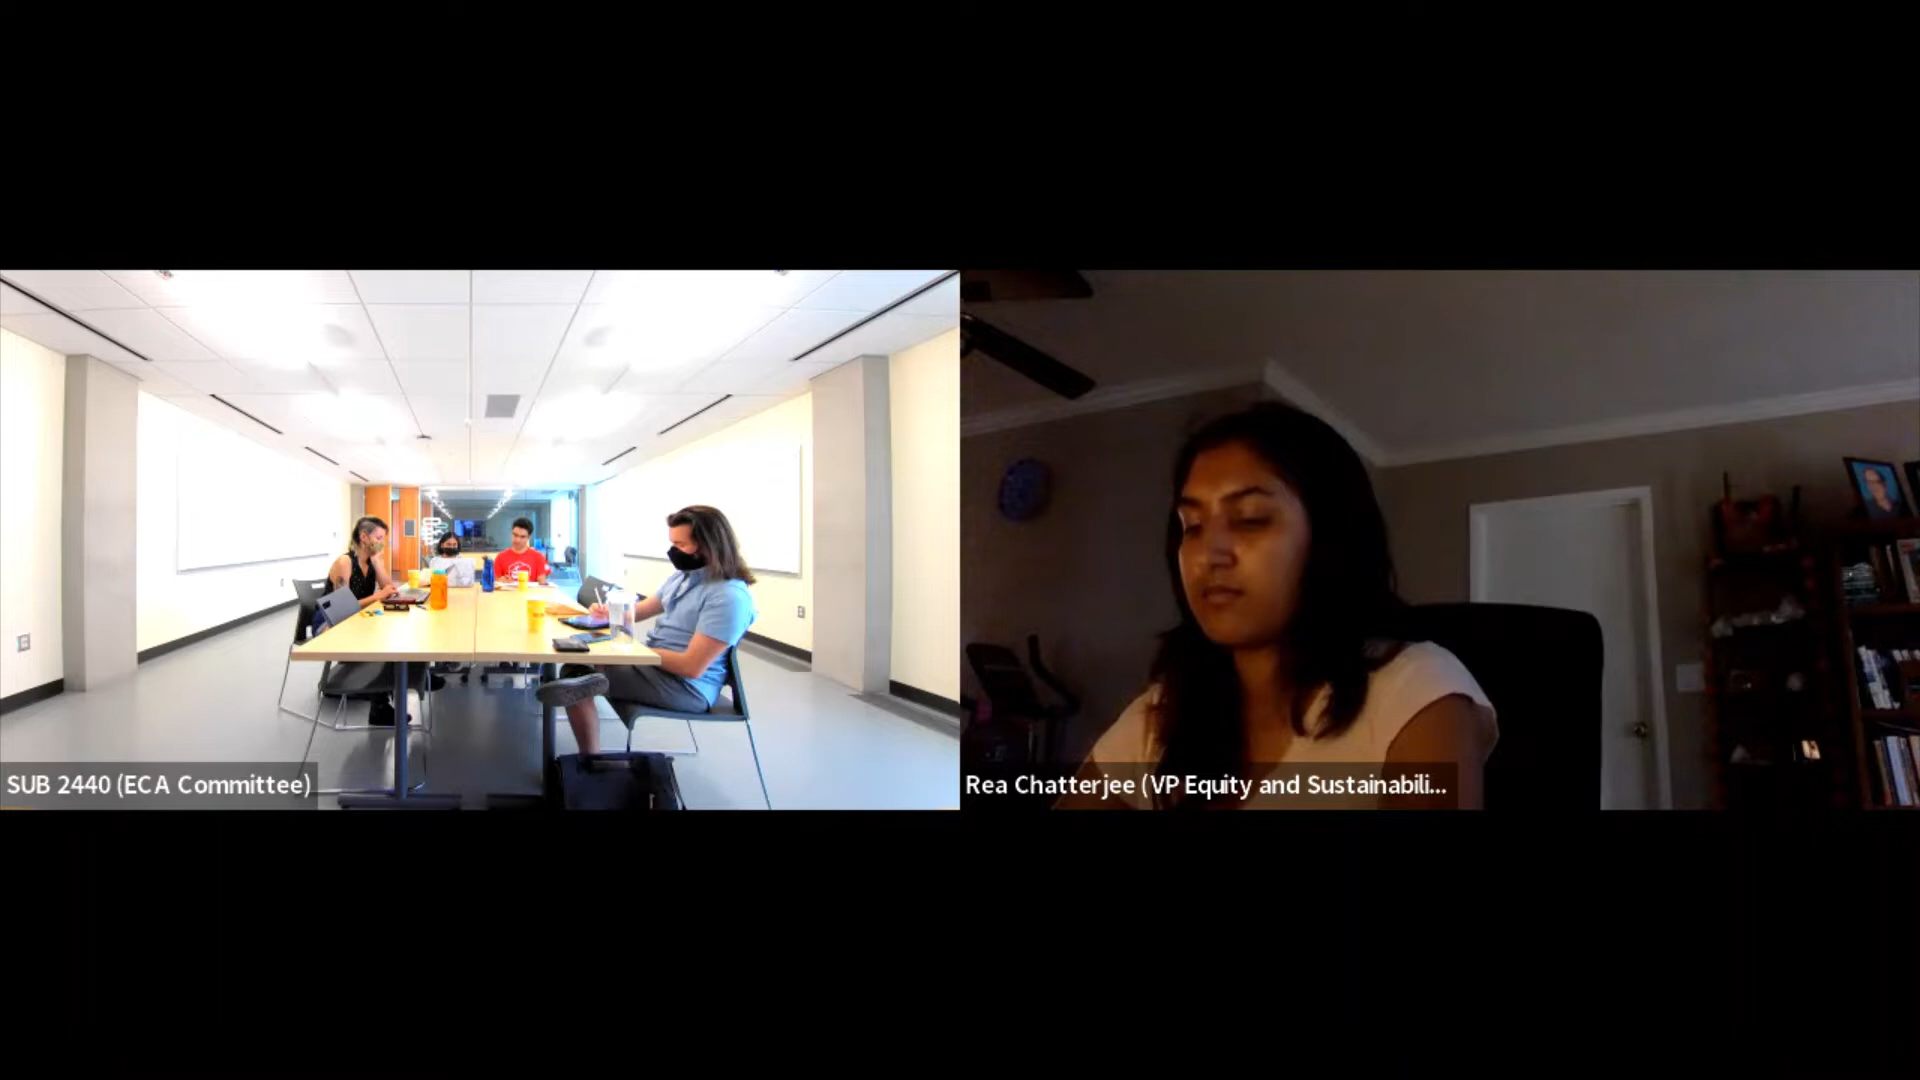 SUB 2440 (ECA Committee)
Rea Chatterjee (VP Equity and Sustainabili...